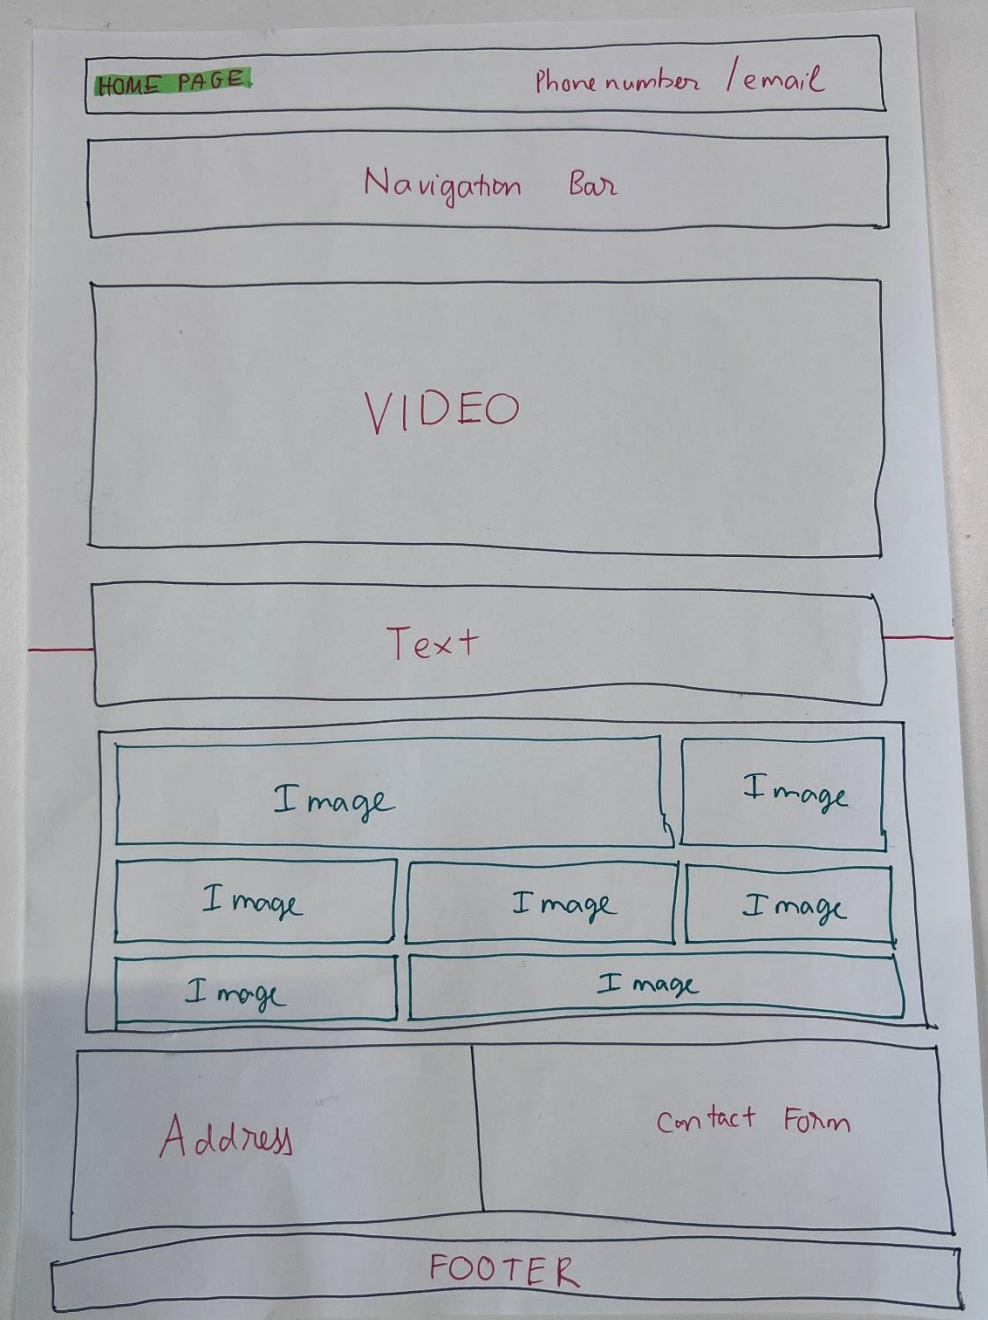 HOME PAGE Phone number / email
Navigation Bar
VIDEO
Text
Image Image
Image Image Image
Image Image
Address Contact Form
FOOTER